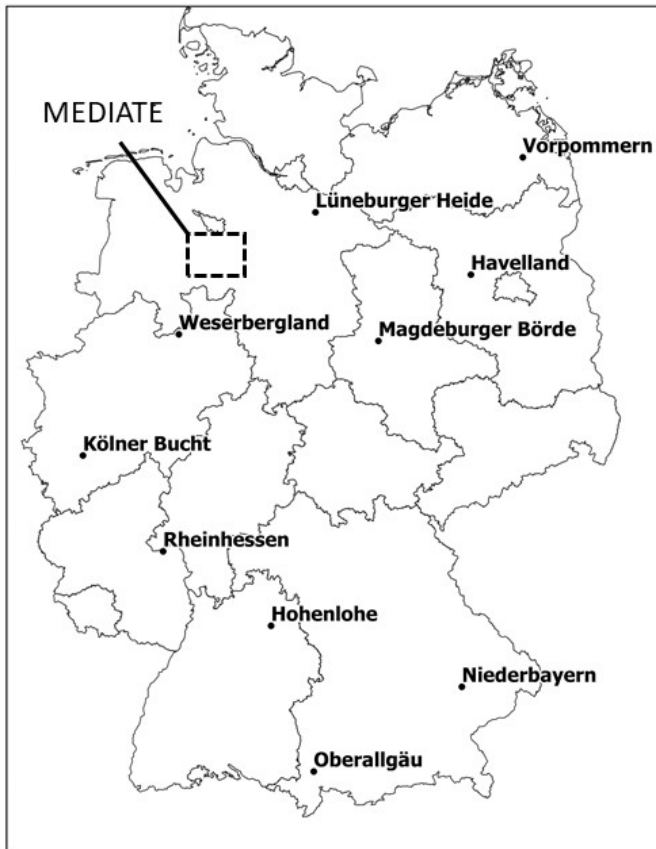 MEDIATE
Vorpommern
Lüneburger Heide
Havelland
Weserbergland
Magdeburger Börde
Kölner Bucht
Rheinhessen
Hohenlohe
Niederbayern
Oberallgäu